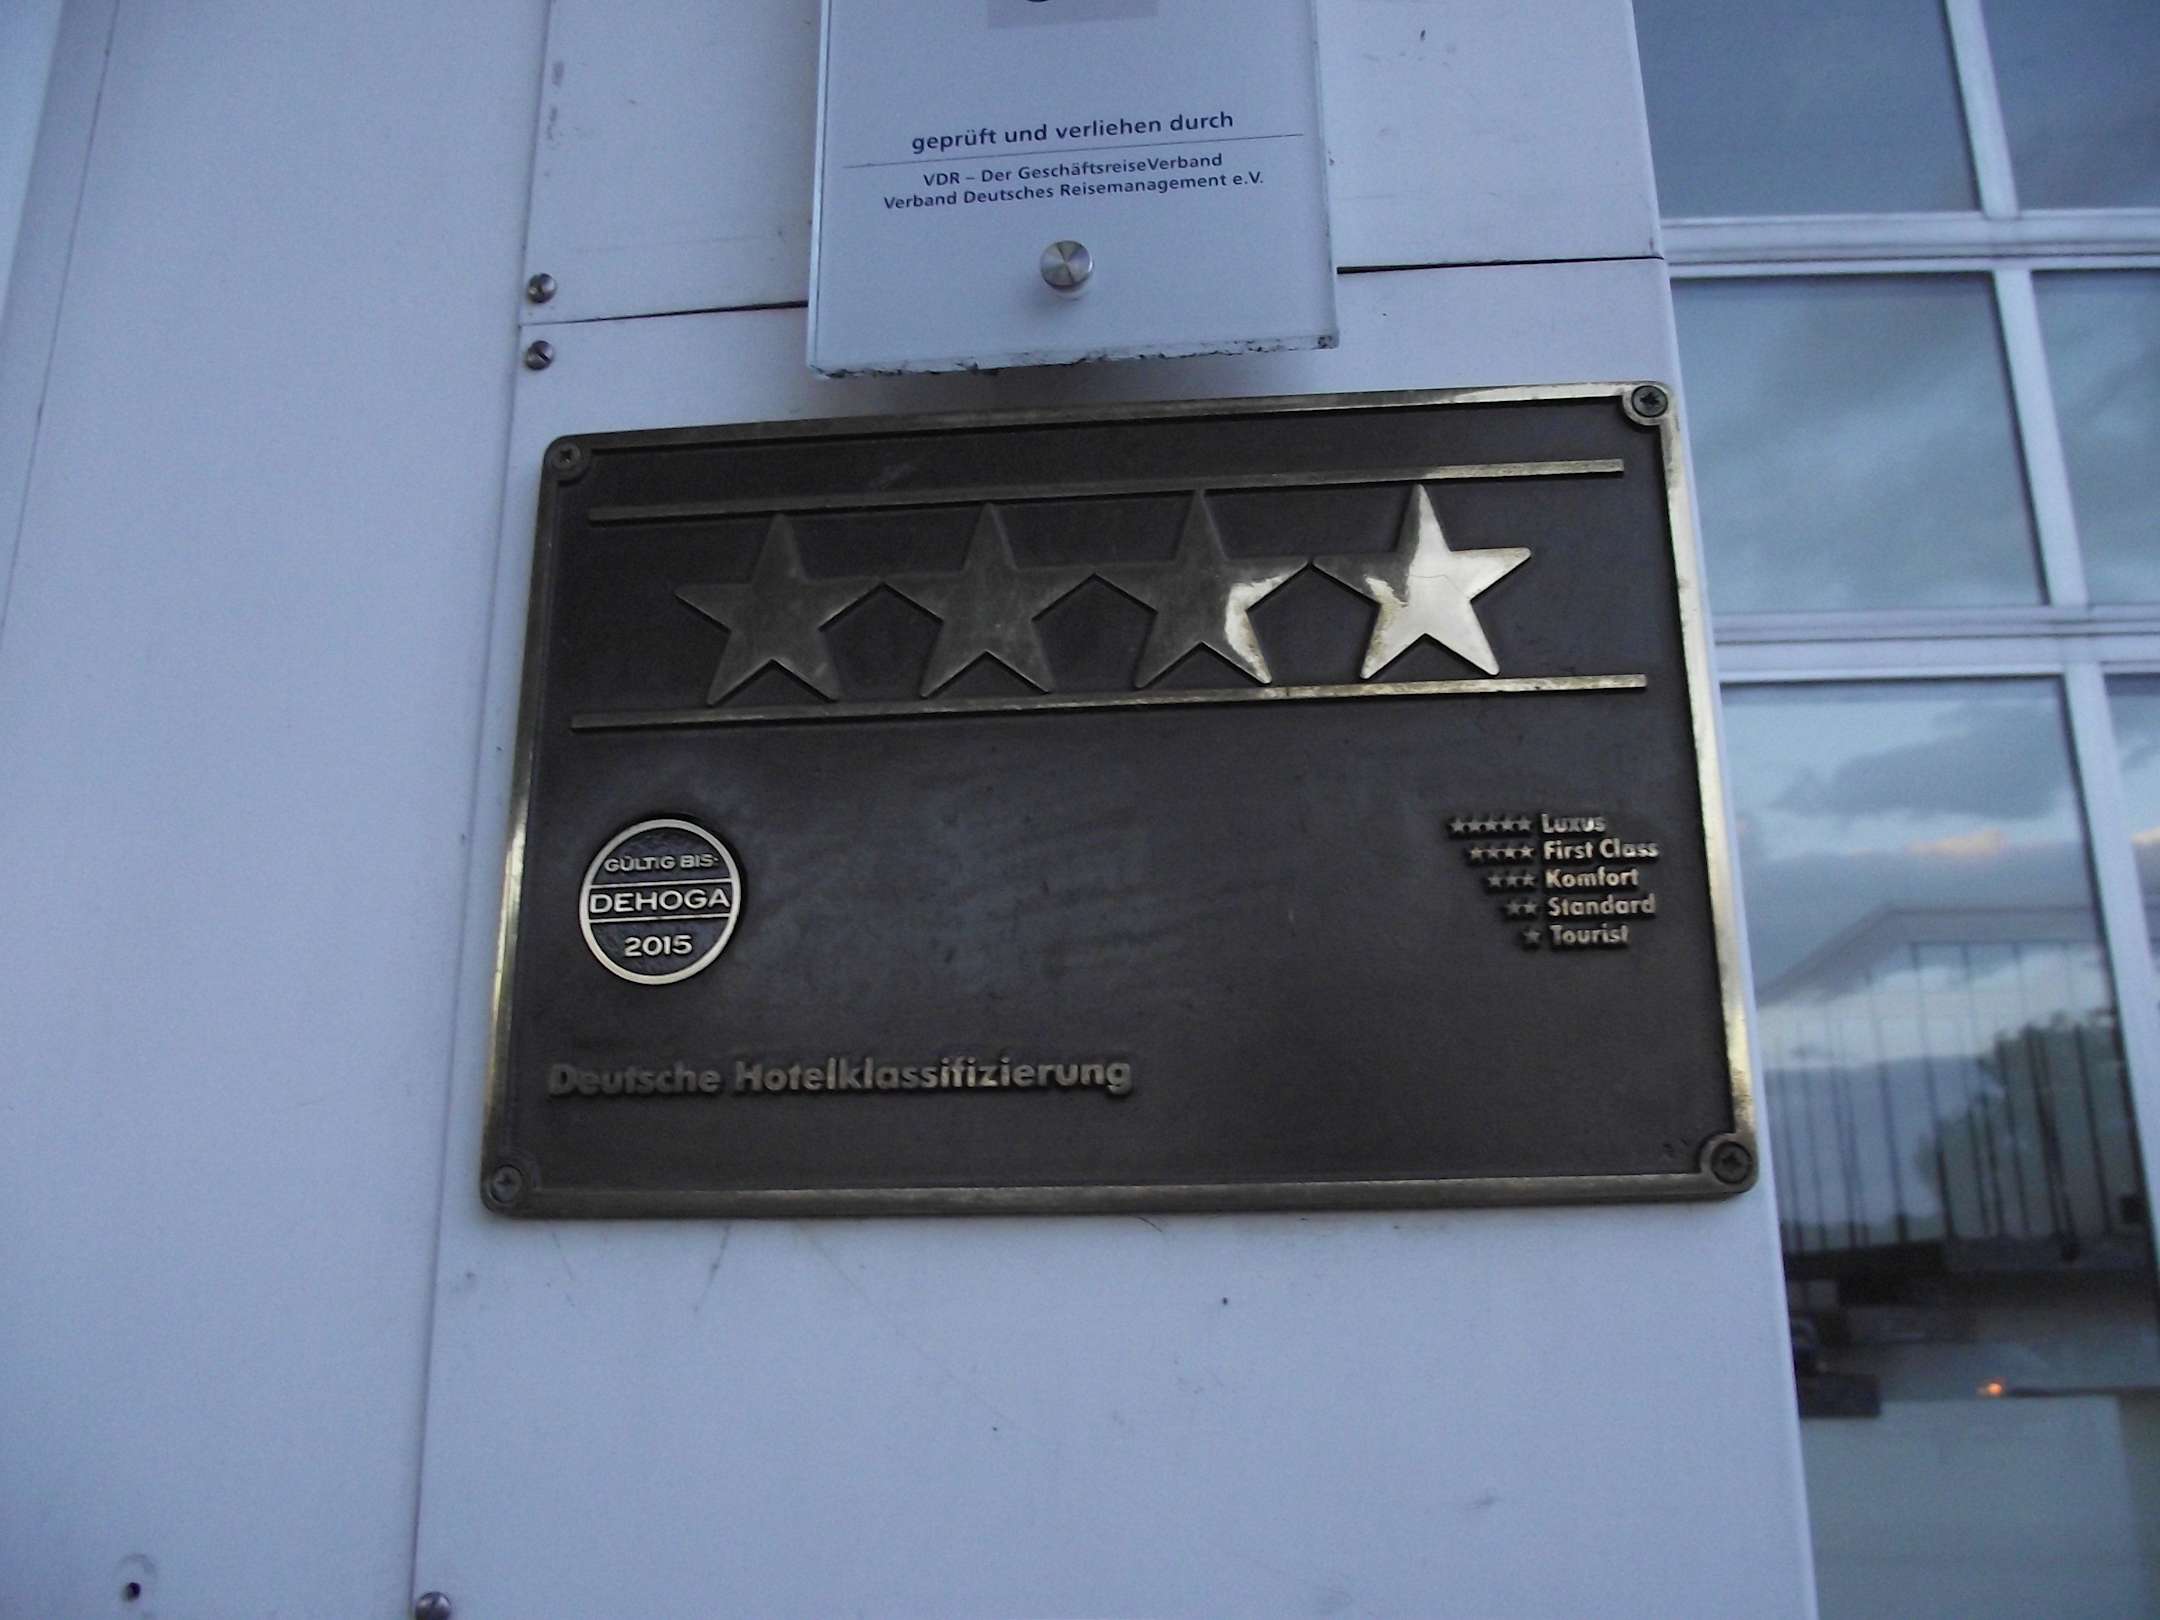 geprüft und verliehen durch
VDR – Der GeschäftsreiseVerband
Verband Deutsches Reisemanagement e.V.
GÜLTIG BIS:
DEHOGA
2015
★★★★★ Luxus
★★★★ First Class
★★★ Komfort
★★ Standard
★ Tourist
Deutsche Hotelklassifizierung